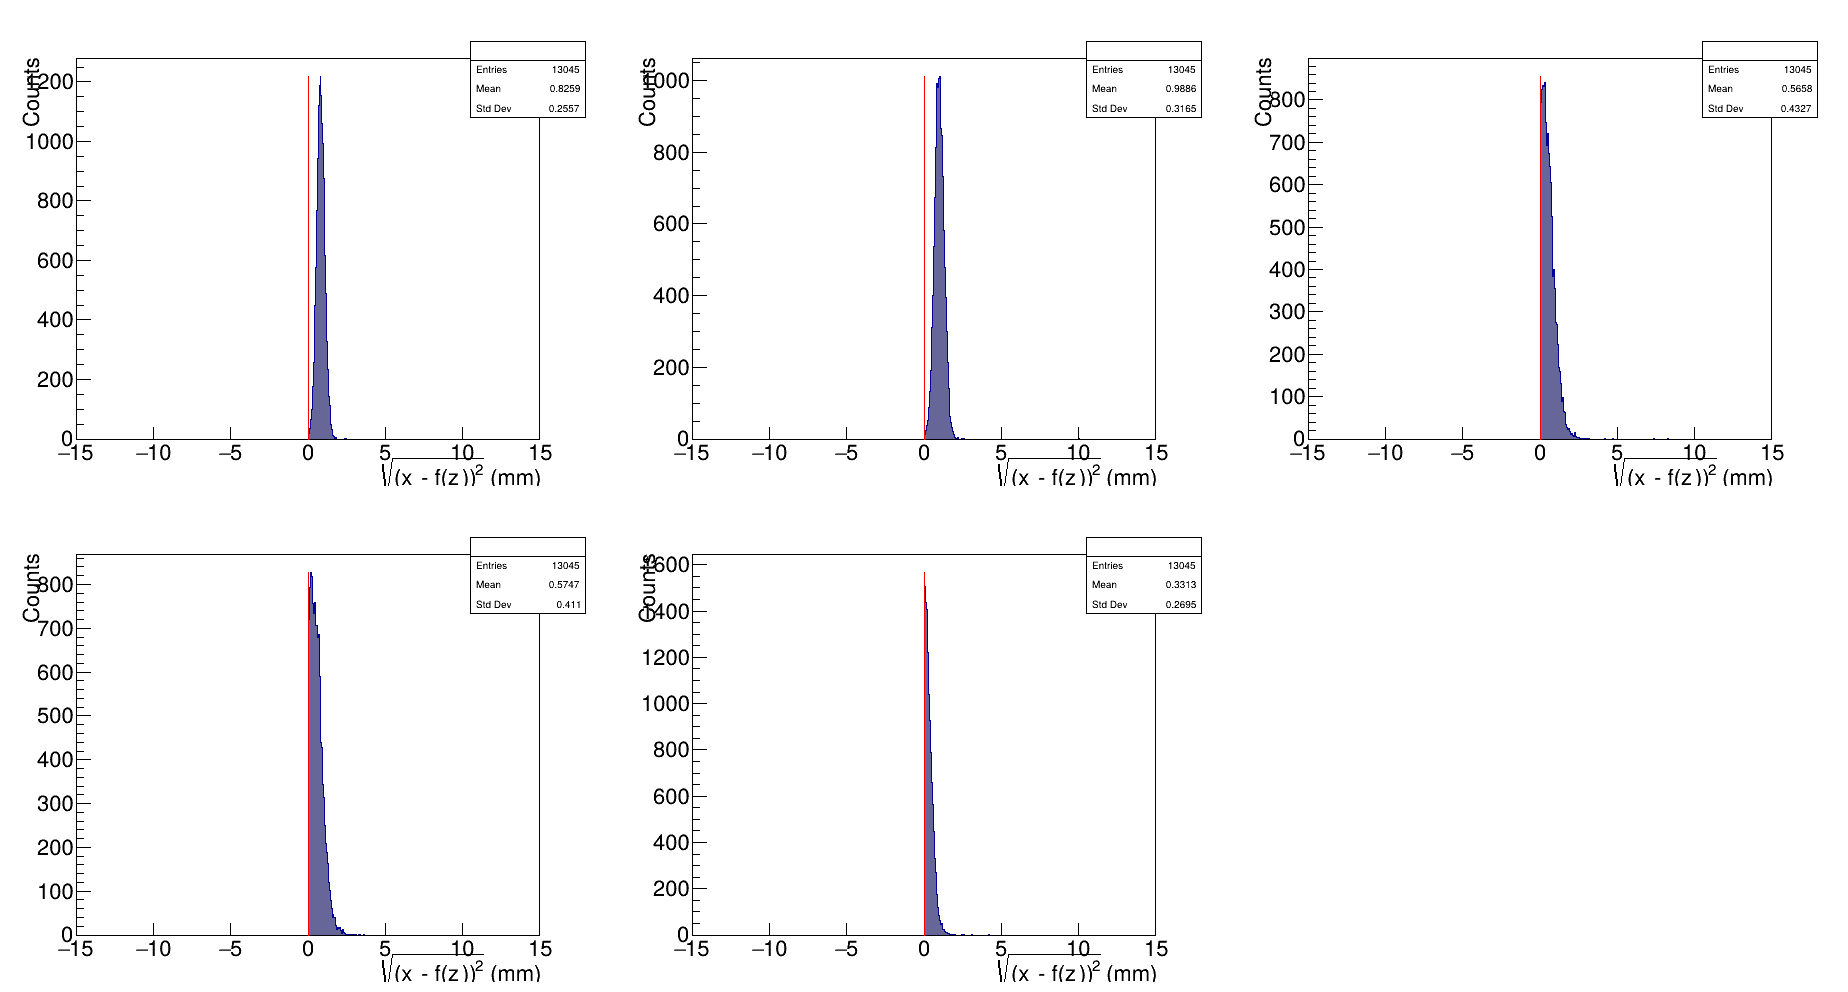 Counts
Entries 13045
Mean 0.8259
Std Dev 0.2557
1200
1000
800
600
400
200
0
−15 −10 −5 0 5 10 15
√(x - f(z))² (mm)
Counts
Entries 13045
Mean 0.9886
Std Dev 0.3165
1000
800
600
400
200
0
−15 −10 −5 0 5 10 15
√(x - f(z))² (mm)
Counts
Entries 13045
Mean 0.5658
Std Dev 0.4327
800
700
600
500
400
300
200
100
0
−15 −10 −5 0 5 10 15
√(x - f(z))² (mm)
Counts
Entries 13045
Mean 0.5747
Std Dev 0.411
800
700
600
500
400
300
200
100
0
−15 −10 −5 0 5 10 15
√(x - f(z))² (mm)
Counts
Entries 13045
Mean 0.3313
Std Dev 0.2695
1600
1400
1200
1000
800
600
400
200
0
−15 −10 −5 0 5 10 15
√(x - f(z))² (mm)